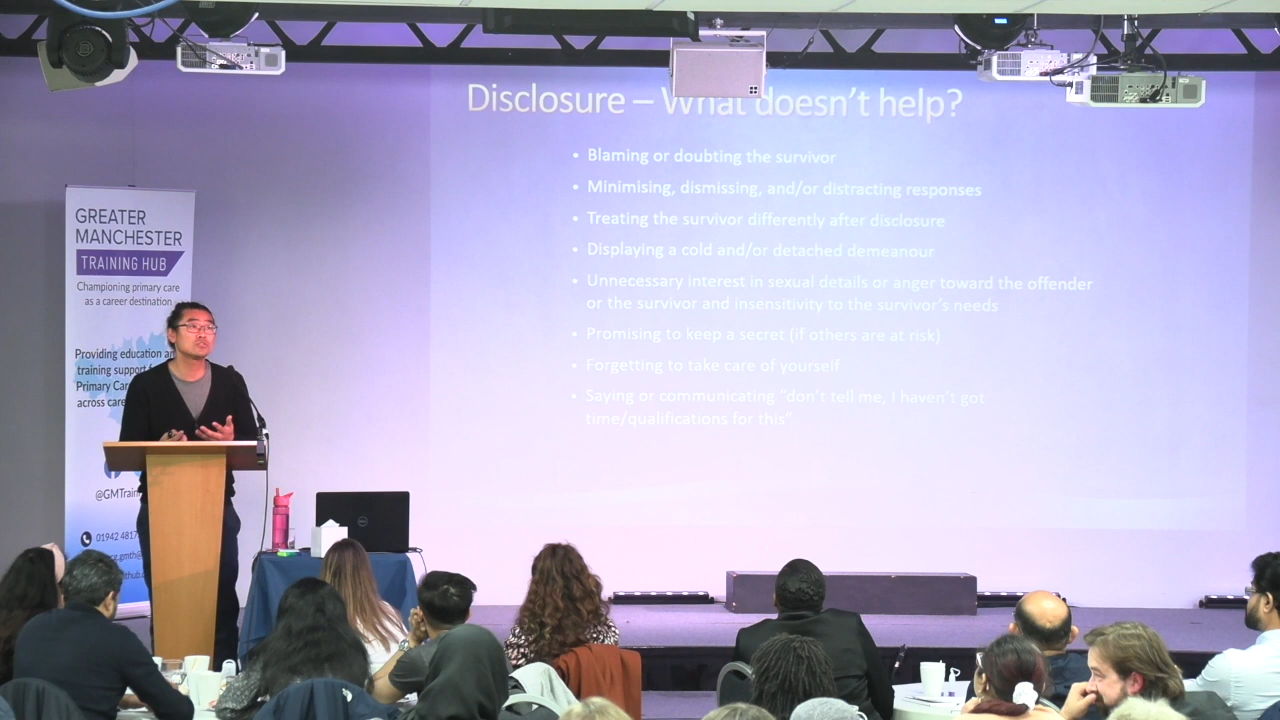 Disclosure – What doesn't help?
• Blaming or doubting the survivor
• Minimising, dismissing, and/or distracting responses
• Treating the survivor differently after disclosure
• Displaying a cold and/or detached demeanour
• Unnecessary interest in sexual details or anger toward the offender
or the survivor and insensitivity to the survivor's needs
• Promising to keep a secret (if others are at risk)
• Forgetting to take care of yourself
• Saying or communicating "don't tell me, I haven't got
time/qualifications for this"
GREATER
MANCHESTER
TRAINING HUB
Championing primary care
as a career destination
Providing education
training support
Primary
across
@GMTrain
01942 4817
DELL